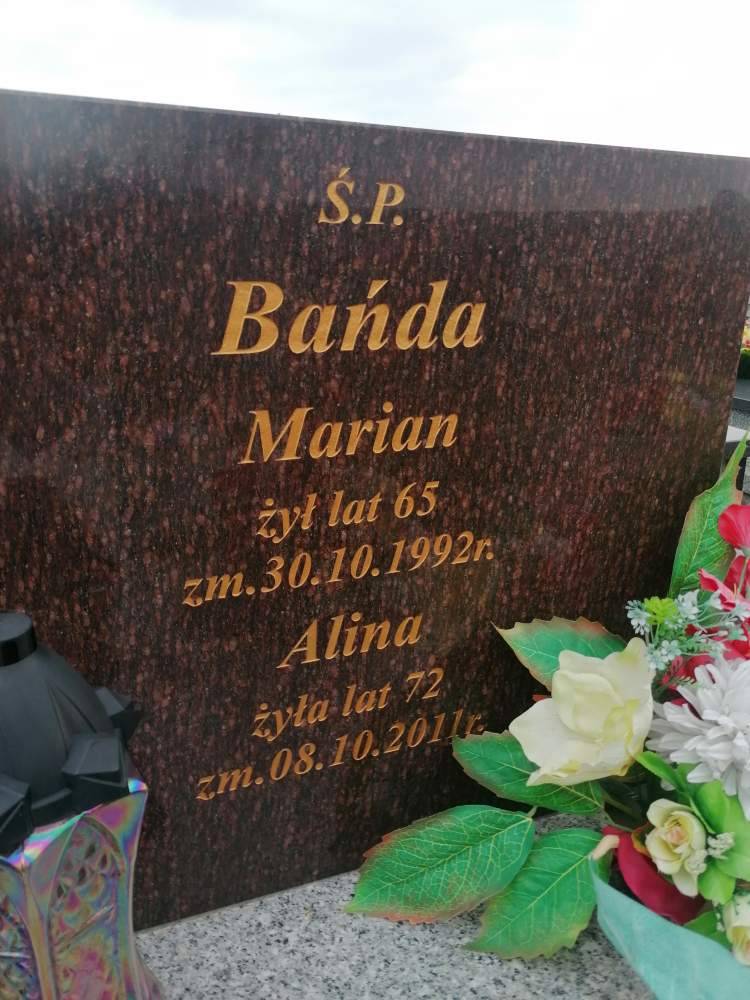 Ś.P.
Bańda
Marian
żył lat 65
zm.30.10.1992r.
Alina
żyła lat 72
zm.08.10.2011r.